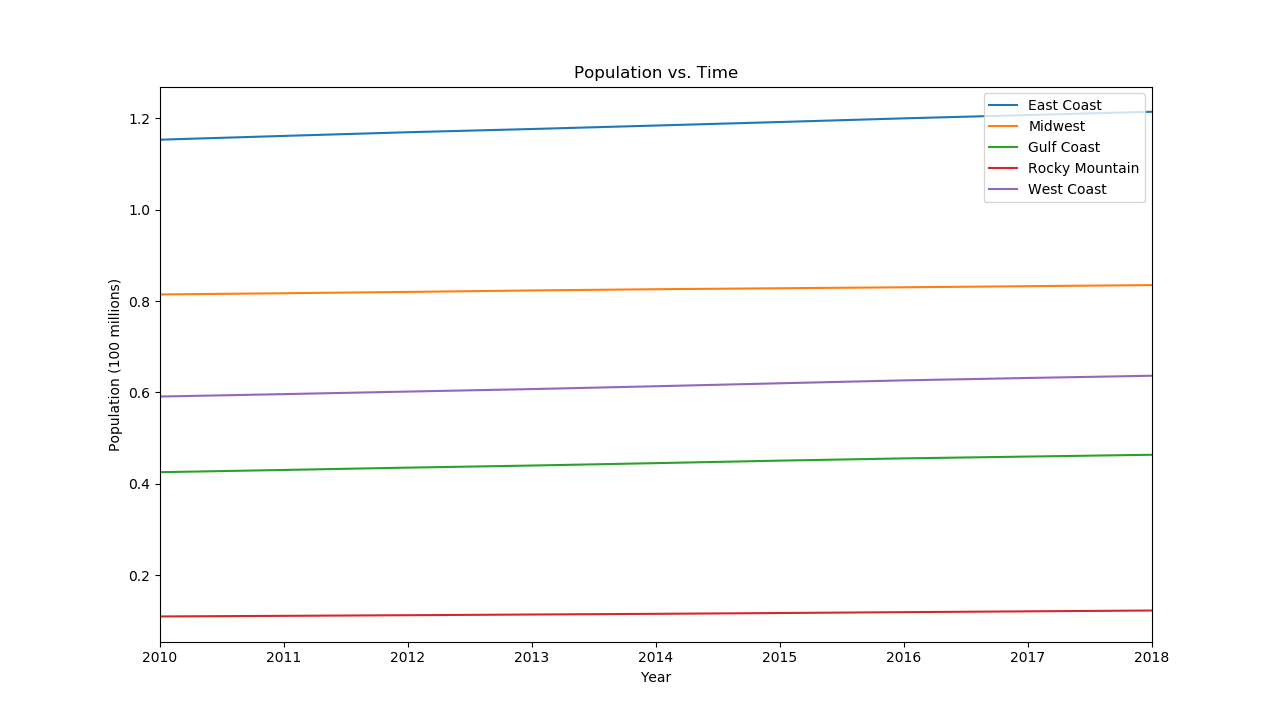 Population vs. Time
East Coast
Midwest
Gulf Coast
Rocky Mountain
West Coast
Population (100 millions)
1.2
1.0
0.8
0.6
0.4
0.2
2010 2011 2012 2013 2014 2015 2016 2017 2018
Year